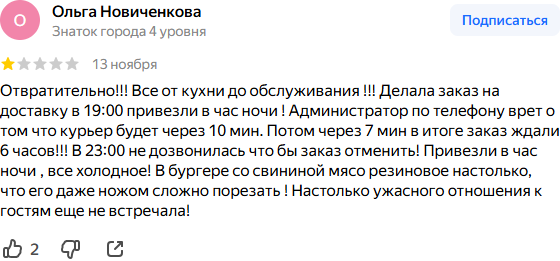 О
Ольга Новиченкова
Знаток города 4 уровня
Подписаться
13 ноября
Отвратительно!!! Все от кухни до обслуживания !!! Делала заказ на
доставку в 19:00 привезли в час ночи ! Администратор по телефону врет о
том что курьер будет через 10 мин. Потом через 7 мин в итоге заказ ждали
6 часов!!! В 23:00 не дозвонилась что бы заказ отменить! Привезли в час
ночи , все холодное! В бургере со свининой мясо резиновое настолько,
что его даже ножом сложно порезать ! Настолько ужасного отношения к
гостям еще не встречала!
2